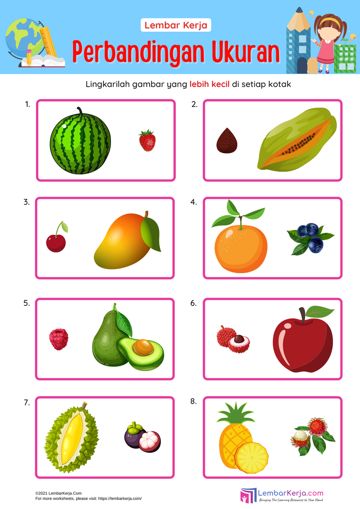 Lembar Kerja
Perbandingan Ukuran
Lingkarilah gambar yang lebih kecil di setiap kotak
1.
2.
3.
4.
5.
6.
7.
8.
©2021 LembarKerja.Com
For more worksheets, please visit: https://lembarkerja.com/
LembarKerja.com